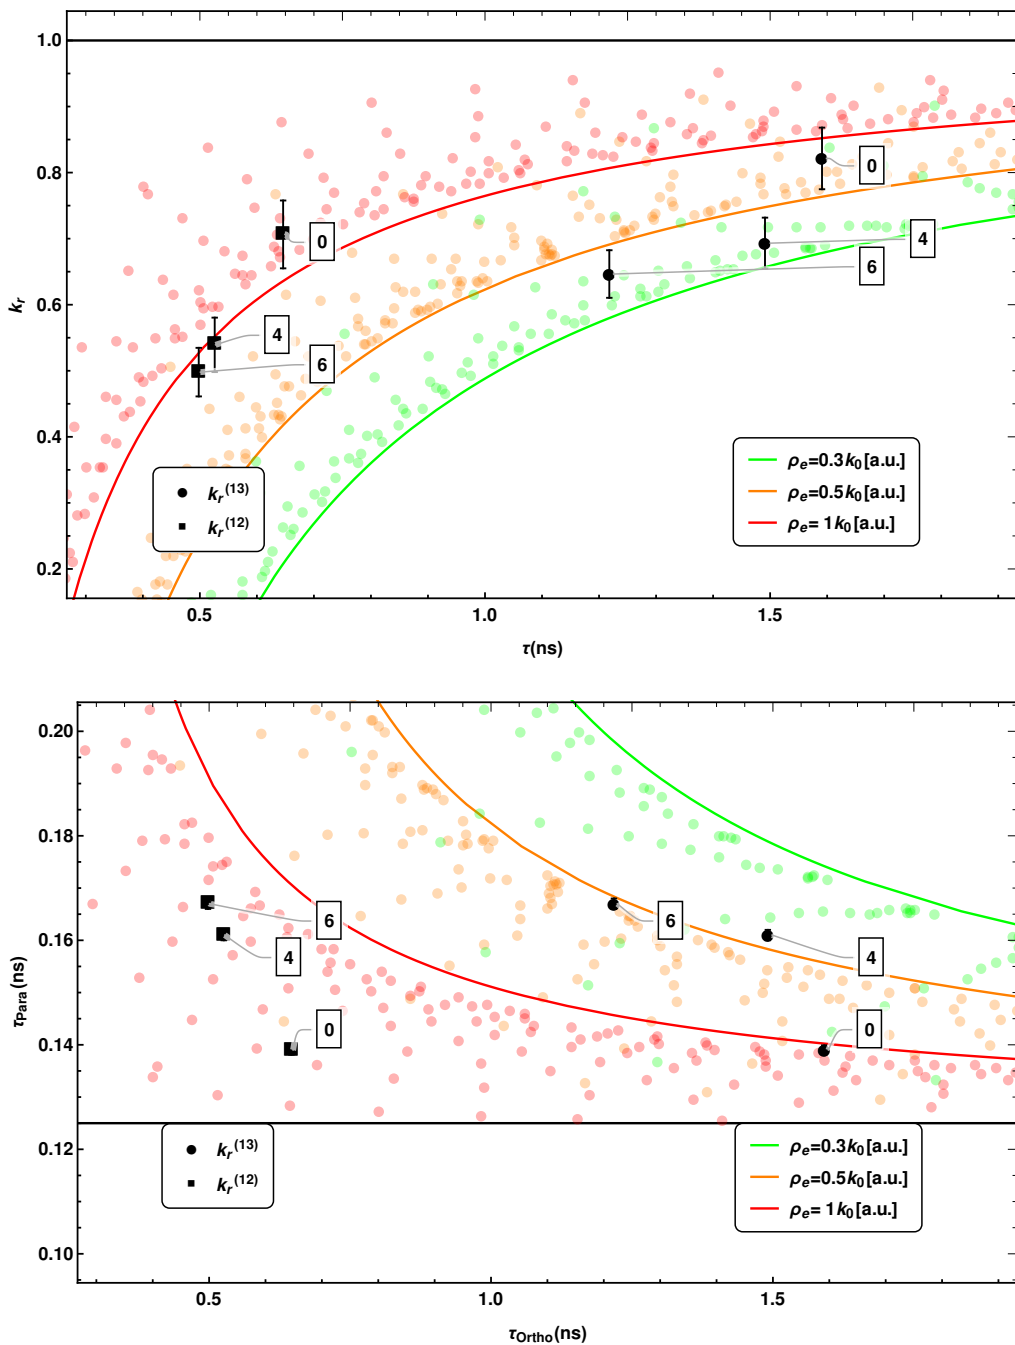 1.0
0.8
0.6
0.4
0.2
k_r
0
4
6
0
4
6
k_r^(13)
k_r^(12)
ρ_e=0.3k_0[a.u.]
ρ_e=0.5k_0[a.u.]
ρ_e= 1k_0[a.u.]
0.5 1.0 1.5
τ(ns)
0.20
0.18
0.16
0.14
0.12
0.10
τ_Para(ns)
6
4
0
6
4
0
k_r^(13)
k_r^(12)
ρ_e=0.3k_0[a.u.]
ρ_e=0.5k_0[a.u.]
ρ_e= 1k_0[a.u.]
0.5 1.0 1.5
τ_Ortho(ns)